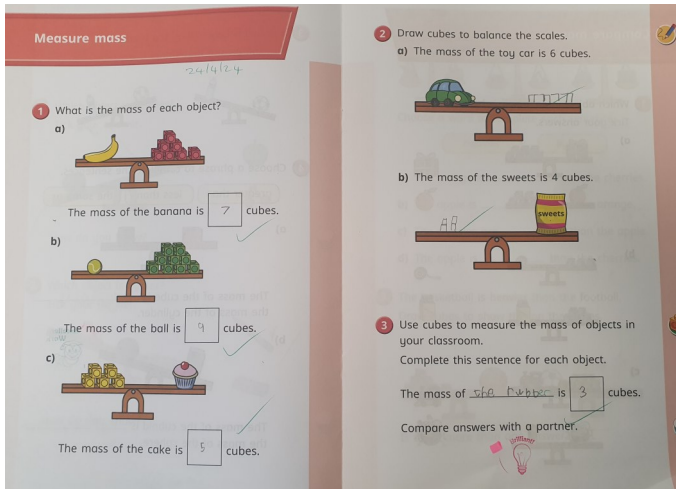 Measure mass
24/4/24
1 What is the mass of each object?
a)
The mass of the banana is 7 cubes.
b)
The mass of the ball is 9 cubes.
c)
The mass of the cake is 5 cubes.
2 Draw cubes to balance the scales.
a) The mass of the toy car is 6 cubes.
b) The mass of the sweets is 4 cubes.
sweets
3 Use cubes to measure the mass of objects in
your classroom.
Complete this sentence for each object.
The mass of the rubber is 3 cubes.
Compare answers with a partner.
Brilliant!